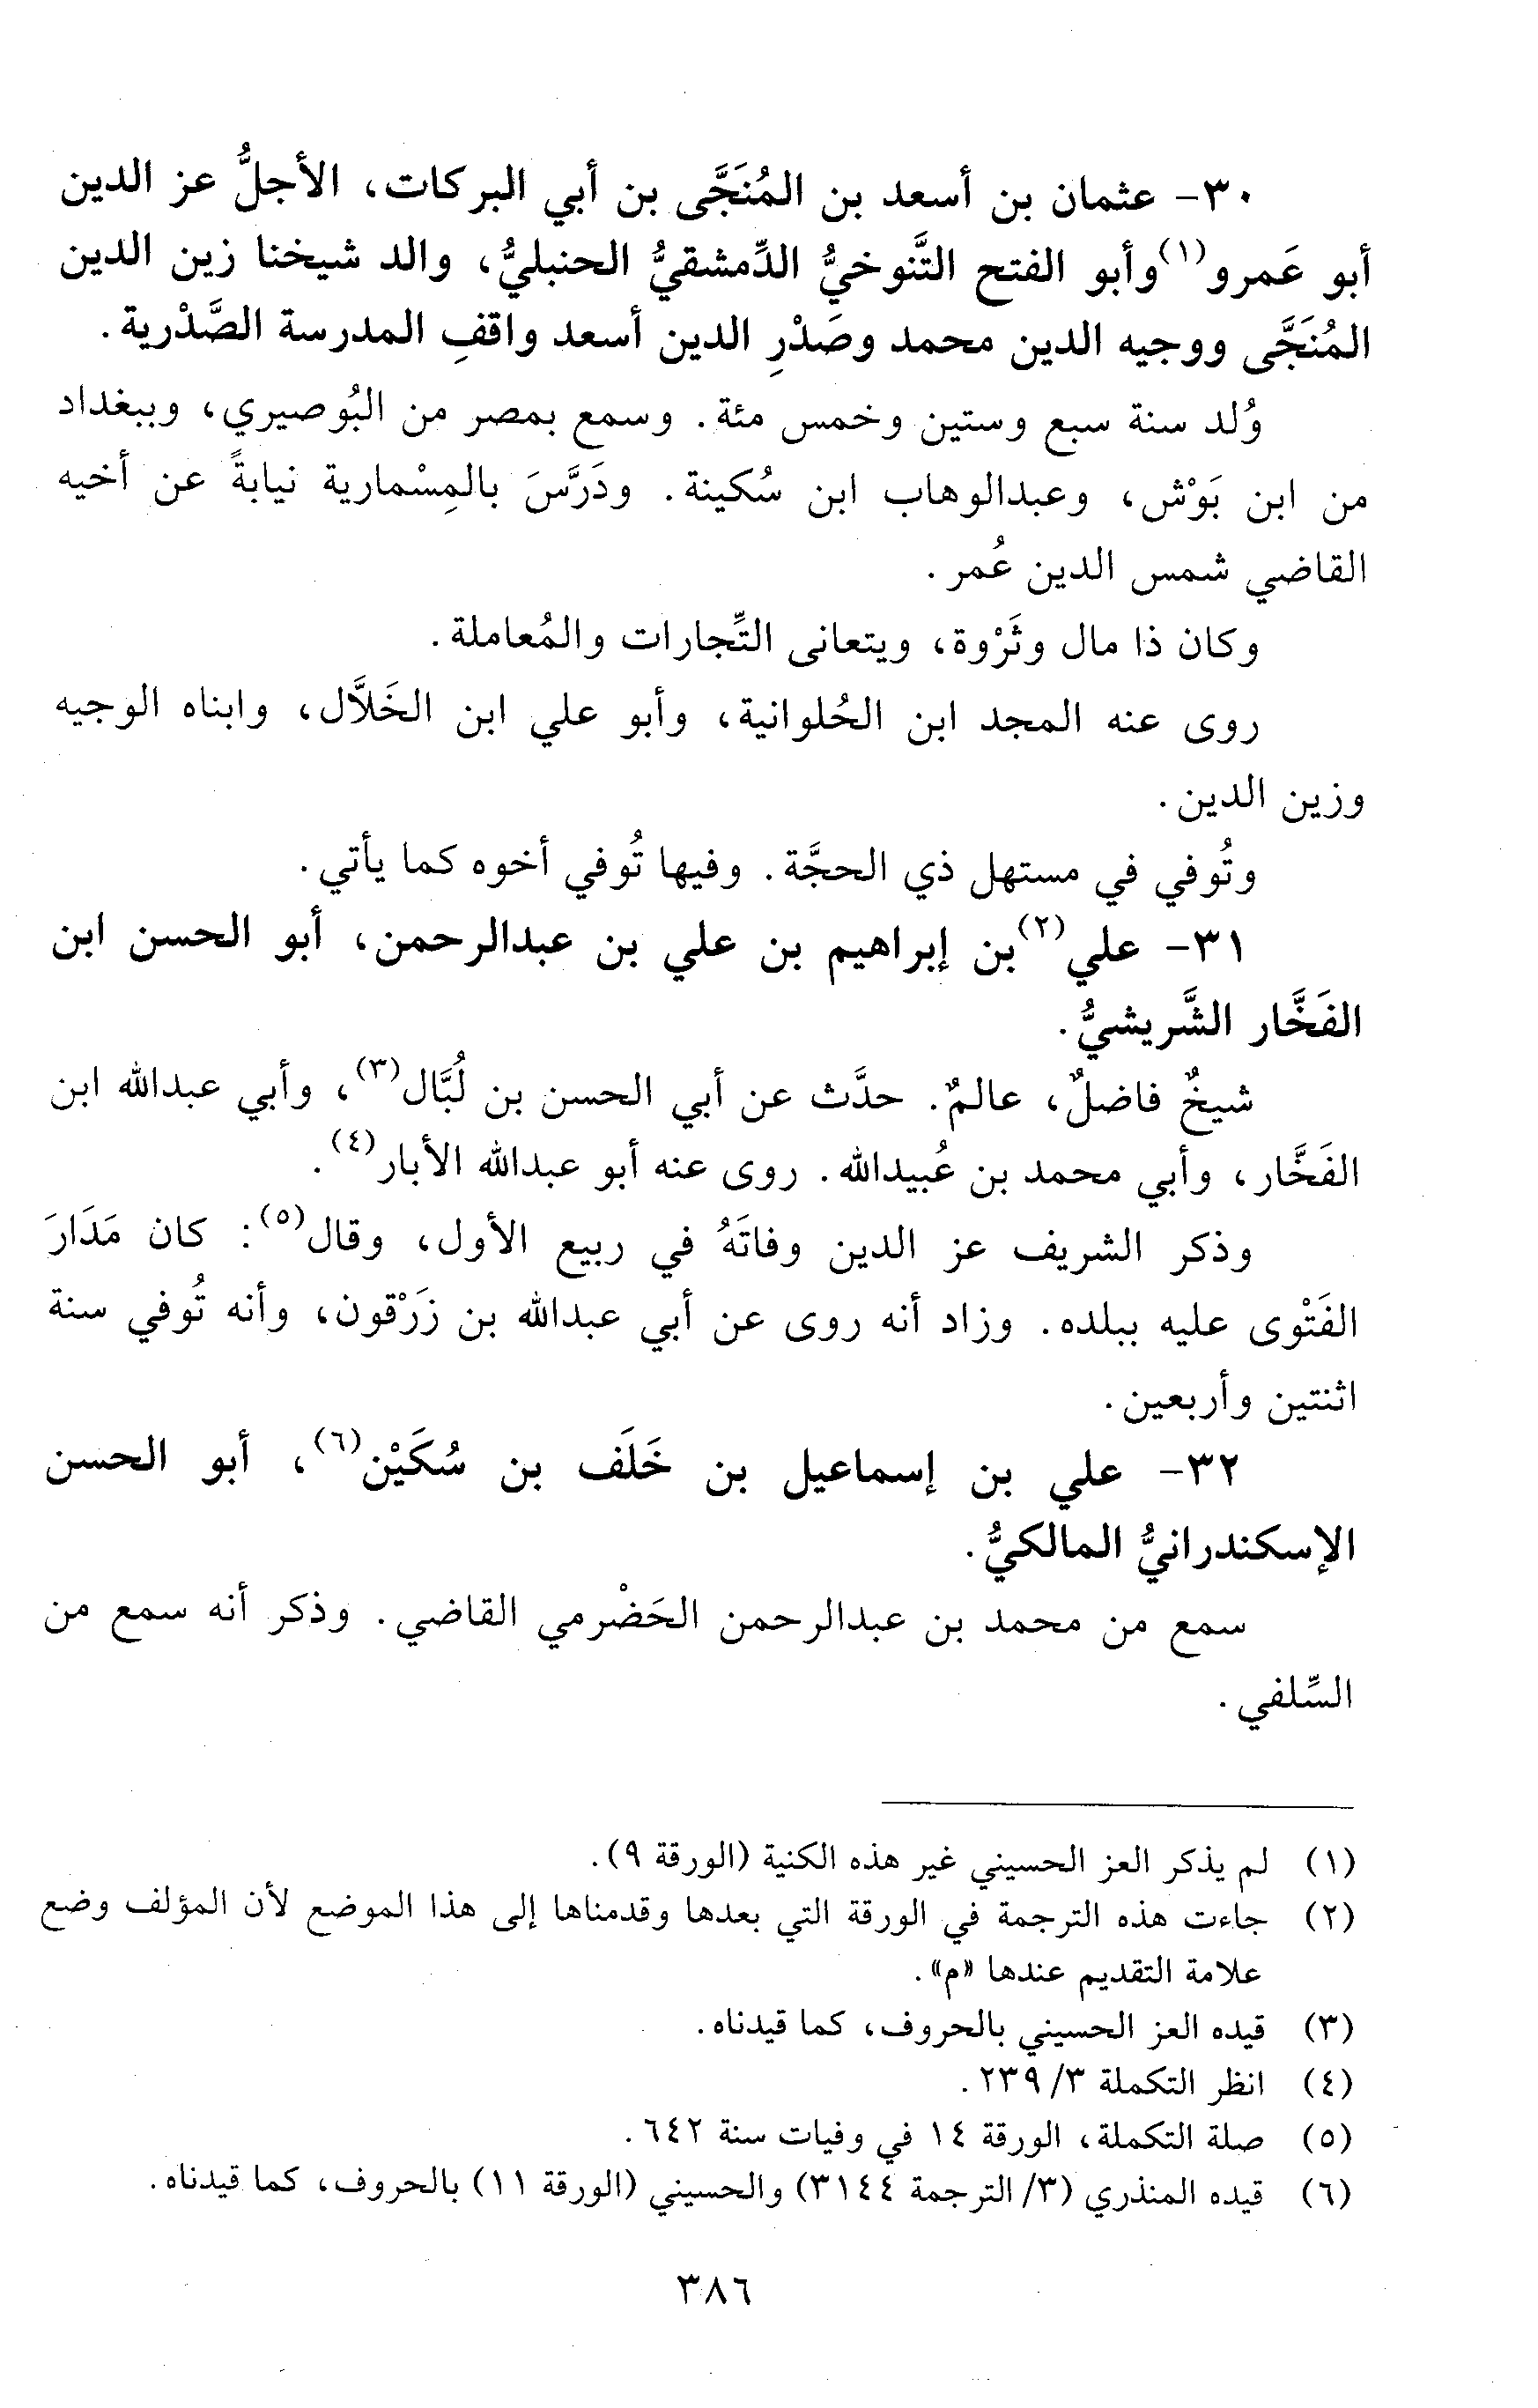 ٣٠- عثمان بن أسعد بن المُنَجَّى بن أبي البركات، الأجلُّ عز الدين
أبو عَمرو(١) وأبو الفتح التَّنوخيُّ الدِّمشقيُّ الحنبليُّ، والد شيخنا زين الدين
المُنَجَّى ووجيه الدين محمد وصَدْرِ الدين أسعد واقفِ المدرسة الصَّدْرية.
وُلد سنة سبع وستين وخمس مئة. وسمع بمصر من البُوصيري، وببغداد
من ابن بَوْش، وعبدالوهاب ابن سُكينة. ودَرَّسَ بالمِسْمارية نيابةً عن أخيه
القاضي شمس الدين عُمر.
وكان ذا مال وثَرْوة، ويتعانى التِّجارات والمُعاملة.
روى عنه المجد ابن الحُلوانية، وأبو علي ابن الخَلاَّل، وابناه الوجيه
وزين الدين.
وتُوفي في مستهل ذي الحجَّة. وفيها تُوفي أخوه كما يأتي.
٣١- علي(٢) بن إبراهيم بن علي بن عبدالرحمن، أبو الحسن ابن
الفَخَّار الشَّريشيُّ.
شيخٌ فاضلٌ، عالمٌ. حدَّث عن أبي الحسن بن لُبَّال(٣)، وأبي عبدالله ابن
الفَخَّار، وأبي محمد بن عُبيدالله. روى عنه أبو عبدالله الأبار(٤).
وذكر الشريف عز الدين وفاتَهُ في ربيع الأول، وقال(٥): كان مَدَارَ
الفَتْوى عليه ببلده. وزاد أنه روى عن أبي عبدالله بن زَرْقون، وأنه تُوفي سنة
اثنتين وأربعين.
٣٢- علي بن إسماعيل بن خَلَف بن سُكَيْن(٦)، أبو الحسن
الإسكندرانيُّ المالكيُّ.
سمع من محمد بن عبدالرحمن الحَضْرمي القاضي. وذكر أنه سمع من
السِّلفي.
(١) لم يذكر العز الحسيني غير هذه الكنية (الورقة ٩).
(٢) جاءت هذه الترجمة في الورقة التي بعدها وقدمناها إلى هذا الموضع لأن المؤلف وضع
علامة التقديم عندها «م».
(٣) قيده العز الحسيني بالحروف، كما قيدناه.
(٤) انظر التكملة ٣/ ٢٣٩.
(٥) صلة التكملة، الورقة ١٤ في وفيات سنة ٦٤٢.
(٦) قيده المنذري (٣/ الترجمة ٣١٤٤) والحسيني (الورقة ١١) بالحروف، كما قيدناه.
٣٨٦